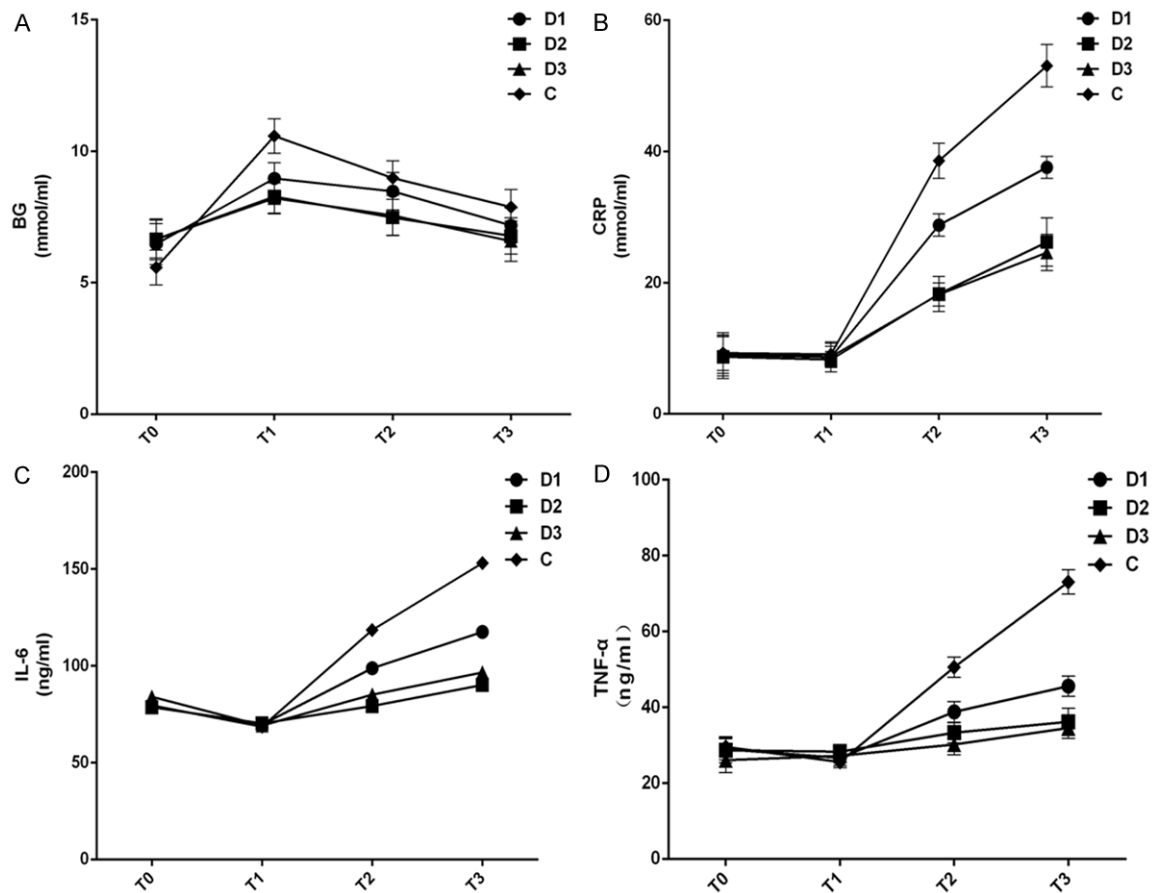 A
15
10
5
0
BG
(mmol/ml)
T0
T1
T2
T3
D1
D2
D3
C
B
60
40
20
0
CRP
(mmol/ml)
T0
T1
T2
T3
D1
D2
D3
C
C
200
150
100
50
0
IL-6
(ng/ml)
T0
T1
T2
T3
D1
D2
D3
C
D
100
80
60
40
20
0
TNF-α
（ng/ml）
T0
T1
T2
T3
D1
D2
D3
C